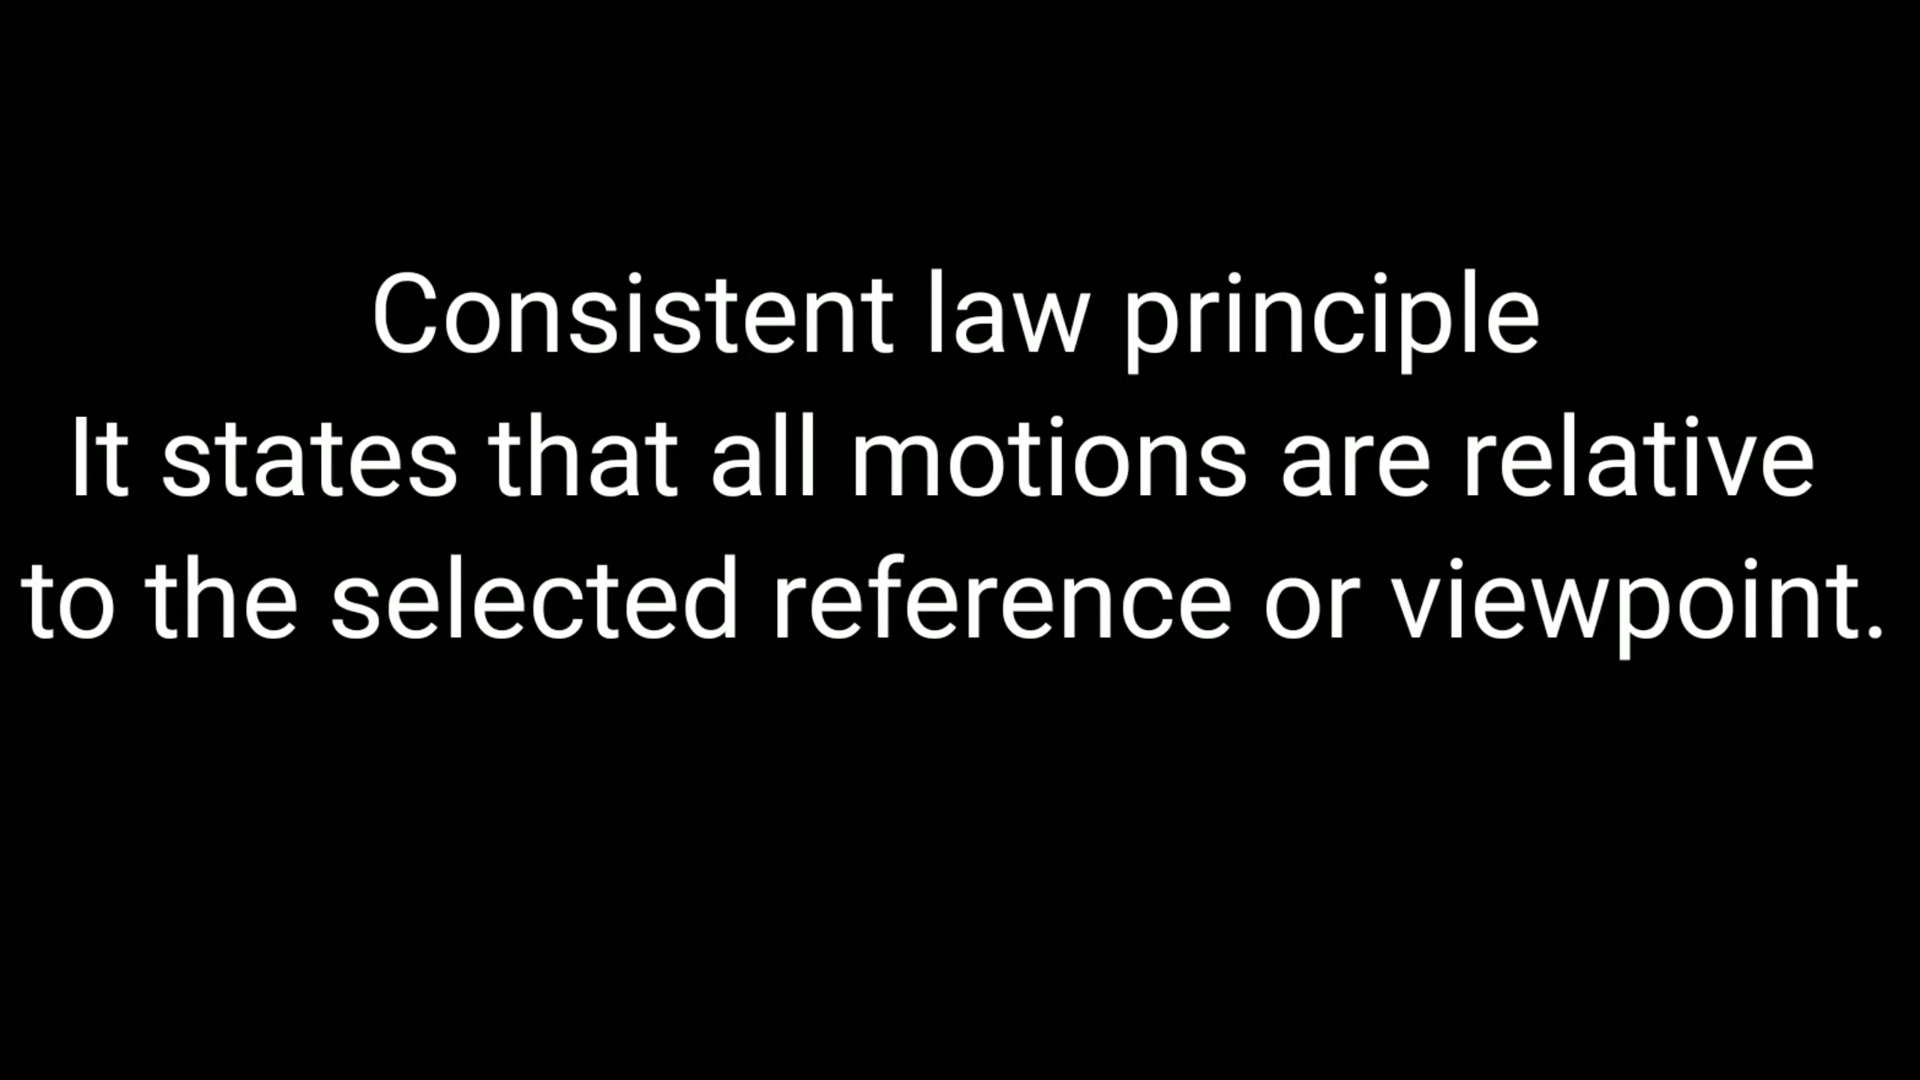 Consistent law principle
It states that all motions are relative
to the selected reference or viewpoint.